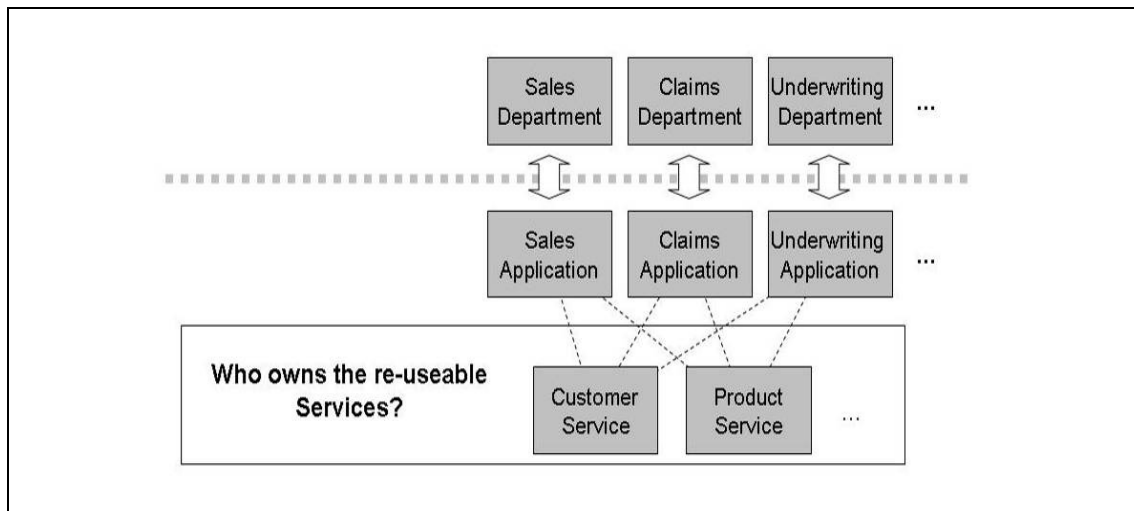 Sales
Department
Claims
Department
Underwriting
Department
...
Sales
Application
Claims
Application
Underwriting
Application
...
Who owns the re-useable
Services?
Customer
Service
Product
Service
...